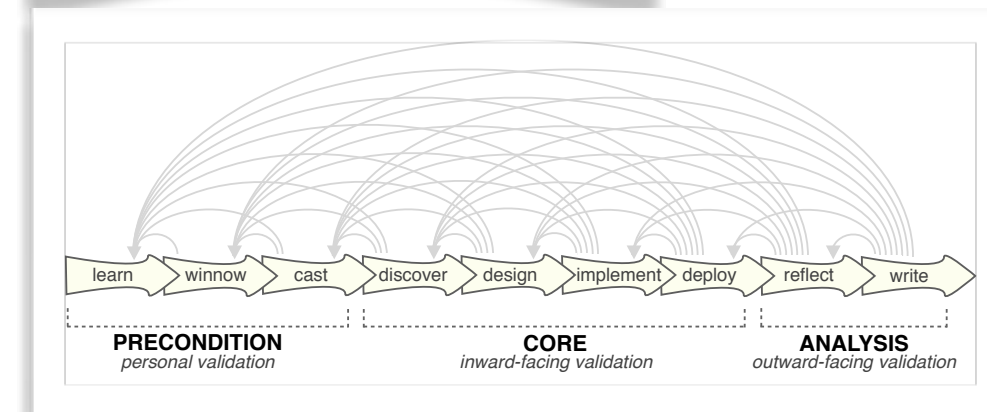 learn winnow cast discover design implement deploy reflect write
PRECONDITION CORE ANALYSIS
personal validation inward-facing validation outward-facing validation